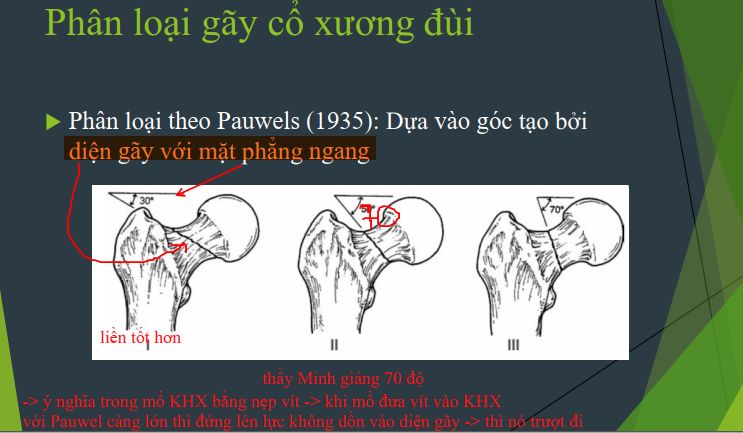 Phân loại gãy cổ xương đùi
Phân loại theo Pauwels (1935): Dựa vào góc tạo bởi
diện gãy với mặt phẳng ngang
30°
70
70°
liền tốt hơn
I
II
III
thầy Minh giảng 70 độ
-> ý nghĩa trong mổ KHX bằng nẹp vít -> khi mổ đưa vít vào KHX
với Pauwel càng lớn thì đứng lên lực không dồn vào diện gãy -> thì nó trượt đi